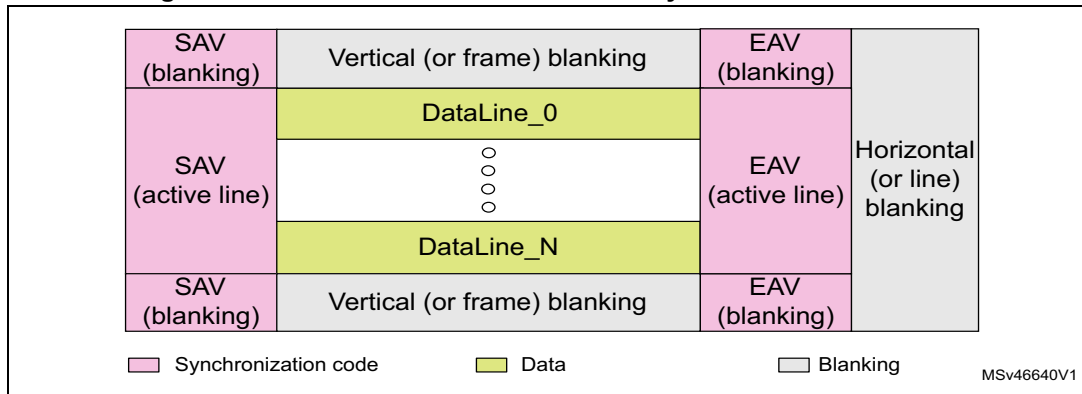 SAV
(blanking)
Vertical (or frame) blanking
EAV
(blanking)
DataLine_0
SAV
(active line)
EAV
(active line)
Horizontal
(or line)
blanking
DataLine_N
SAV
(blanking)
Vertical (or frame) blanking
EAV
(blanking)
Synchronization code
Data
Blanking
MSv46640V1